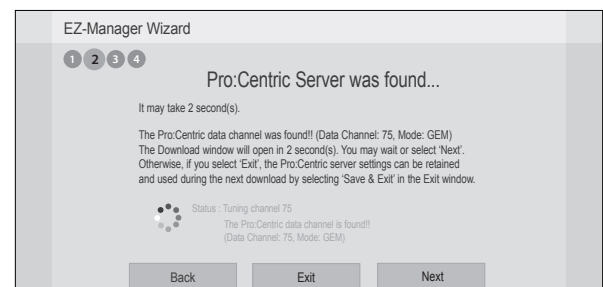 EZ-Manager Wizard
1 2 3 4
Pro:Centric Server was found...
It may take 2 second(s).
The Pro:Centric data channel was found!! (Data Channel: 75, Mode: GEM)
The Download window will open in 2 second(s). You may wait or select ‘Next’.
Otherwise, if you select ‘Exit’, the Pro:Centric server settings can be retained
and used during the next download by selecting ‘Save & Exit’ in the Exit window.
Status : Tuning channel 75
The Pro:Centric data channel is found!!
(Data Channel: 75, Mode: GEM)
Back Exit Next